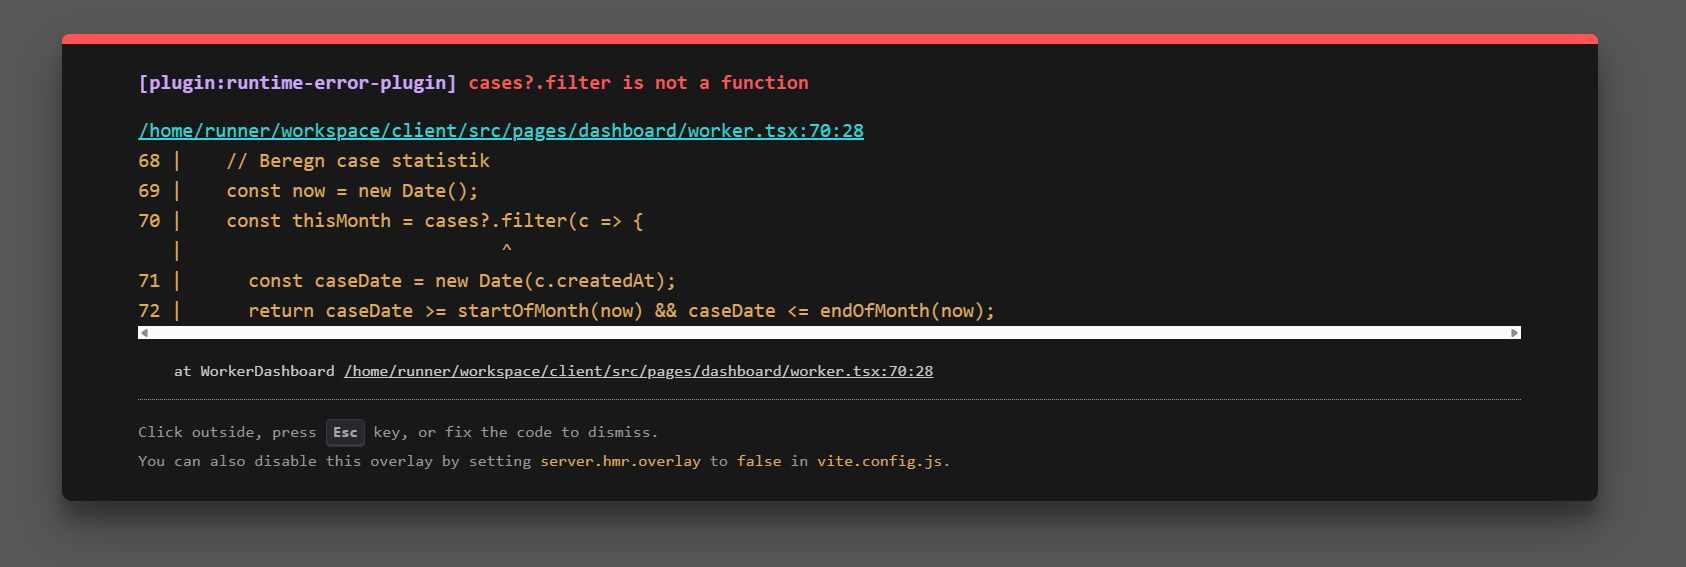 [plugin:runtime-error-plugin] cases?.filter is not a function
/home/runner/workspace/client/src/pages/dashboard/worker.tsx:70:28
68 |    // Beregn case statistik
69 |    const now = new Date();
70 |    const thisMonth = cases?.filter(c => {
   |                             ^
71 |      const caseDate = new Date(c.createdAt);
72 |      return caseDate >= startOfMonth(now) && caseDate <= endOfMonth(now);
at WorkerDashboard /home/runner/workspace/client/src/pages/dashboard/worker.tsx:70:28
Click outside, press Esc key, or fix the code to dismiss.
You can also disable this overlay by setting server.hmr.overlay to false in vite.config.js.